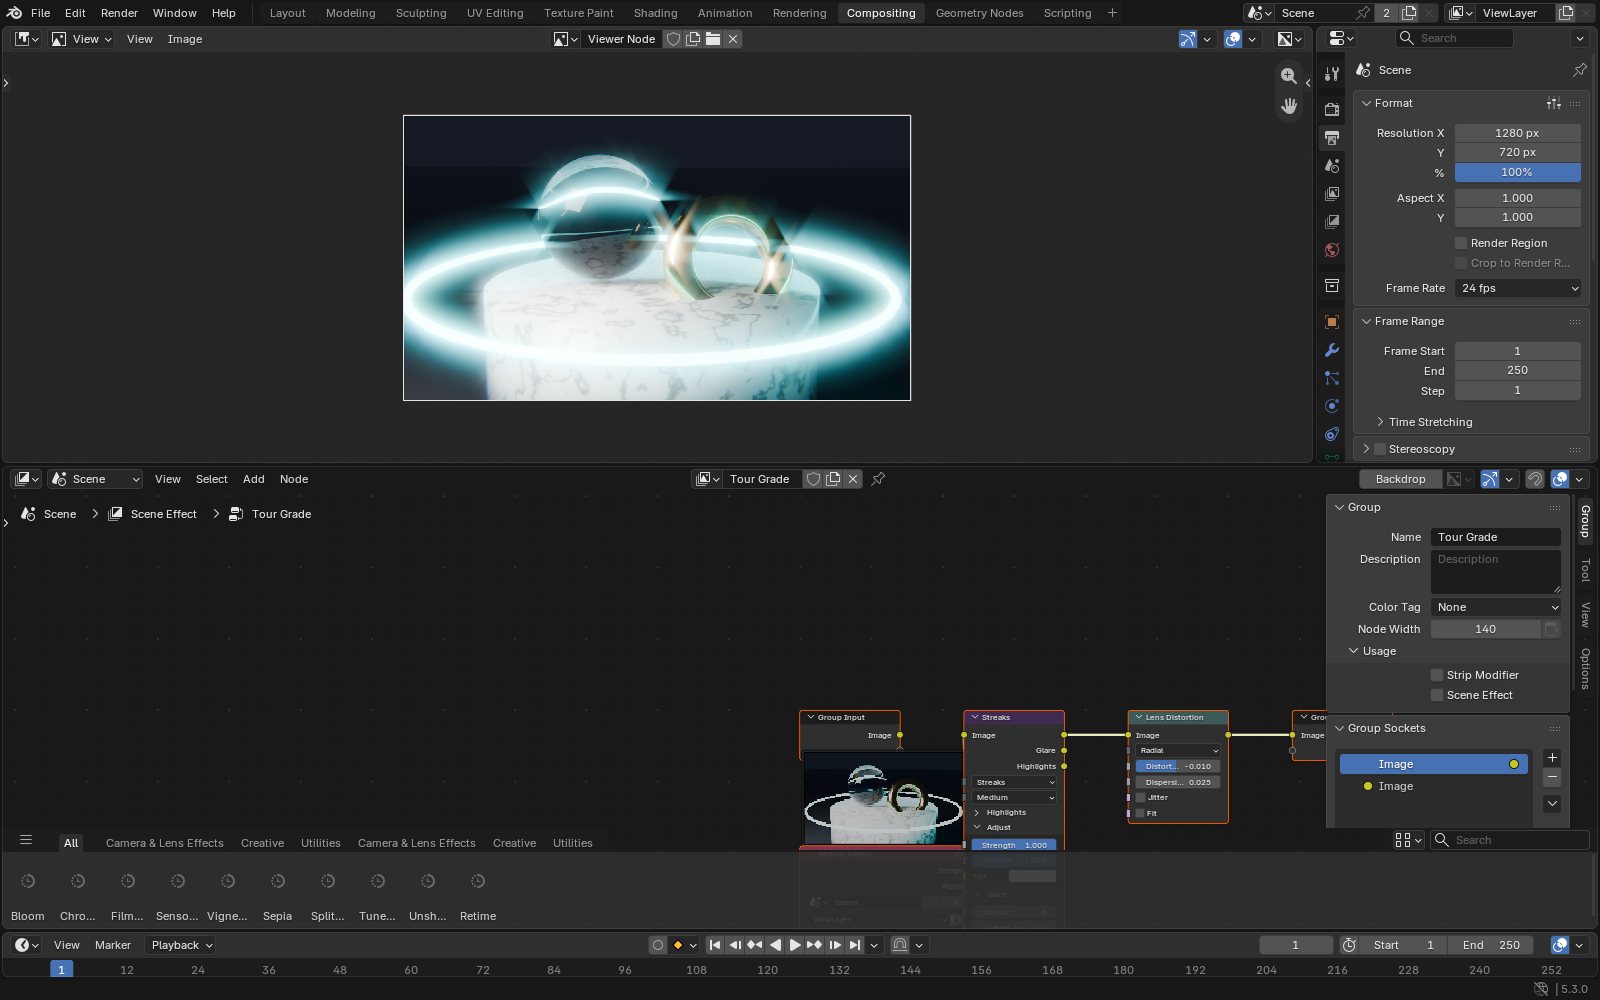 File Edit Render Window Help Layout Modeling Sculpting UV Editing Texture Paint Shading Animation Rendering Compositing Geometry Nodes Scripting + Scene 2 ViewLayer
View View Image Viewer Node Search
Scene
Format
Resolution X 1280 px
Y 720 px
% 100%
Aspect X 1.000
Y 1.000
Render Region
Crop to Render R...
Frame Rate 24 fps
Frame Range
Frame Start 1
End 250
Step 1
Time Stretching
Stereoscopy
Scene View Select Add Node Tour Grade Backdrop
Scene Scene Effect Tour Grade
Group
Name Tour Grade
Description Description
Color Tag None
Node Width 140
Usage
Strip Modifier
Scene Effect
Group Sockets
Image
Image
Group
Tool
View
Options
Group Input
Image
Streaks
Image
Glare
Highlights
Streaks
Medium
Highlights
Adjust
Strength 1.000
Lens Distortion
Image
Radial
Distort... -0.010
Dispersi... 0.025
Jitter
Fit
Grou
Image
All Camera & Lens Effects Creative Utilities Camera & Lens Effects Creative Utilities Search
Bloom Chro... Film... Senso... Vigne... Sepia Split... Tune... Unsh... Retime
Image
Alpha
Scene 2
ViewLayer
Tint
Glare
Streaks
View Marker Playback 1 Start 1 End 250
1 12 24 36 48 60 72 84 96 108 120 132 144 156 168 180 192 204 216 228 240 252
5.3.0